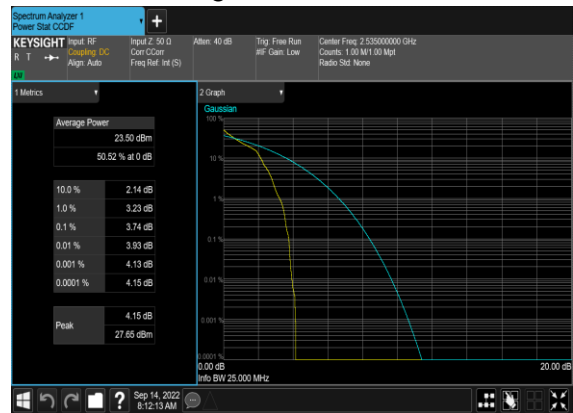 Spectrum Analyzer 1
Power Stat CCDF
KEYSIGHT Input: RF Input Z: 50 Ω Atten: 40 dB Trig: Free Run Center Freq: 2.535000000 GHz
R T Coupling: DC Corr CCorr #IF Gain: Low Counts: 1.00 M/1.00 Mpt
Align: Auto Freq Ref: Int (S) Radio Std: None
LW
1 Metrics
Average Power
23.50 dBm
50.52 % at 0 dB
10.0 % 2.14 dB
1.0 % 3.23 dB
0.1 % 3.74 dB
0.01 % 3.93 dB
0.001 % 4.13 dB
0.0001 % 4.15 dB
Peak 4.15 dB
27.65 dBm
2 Graph
Gaussian
100 %
10 %
1 %
0.1 %
0.01 %
0.001 %
0.0001 %
0.00 dB 20.00 dB
Info BW 25.000 MHz
? Sep 14, 2022
8:12:13 AM